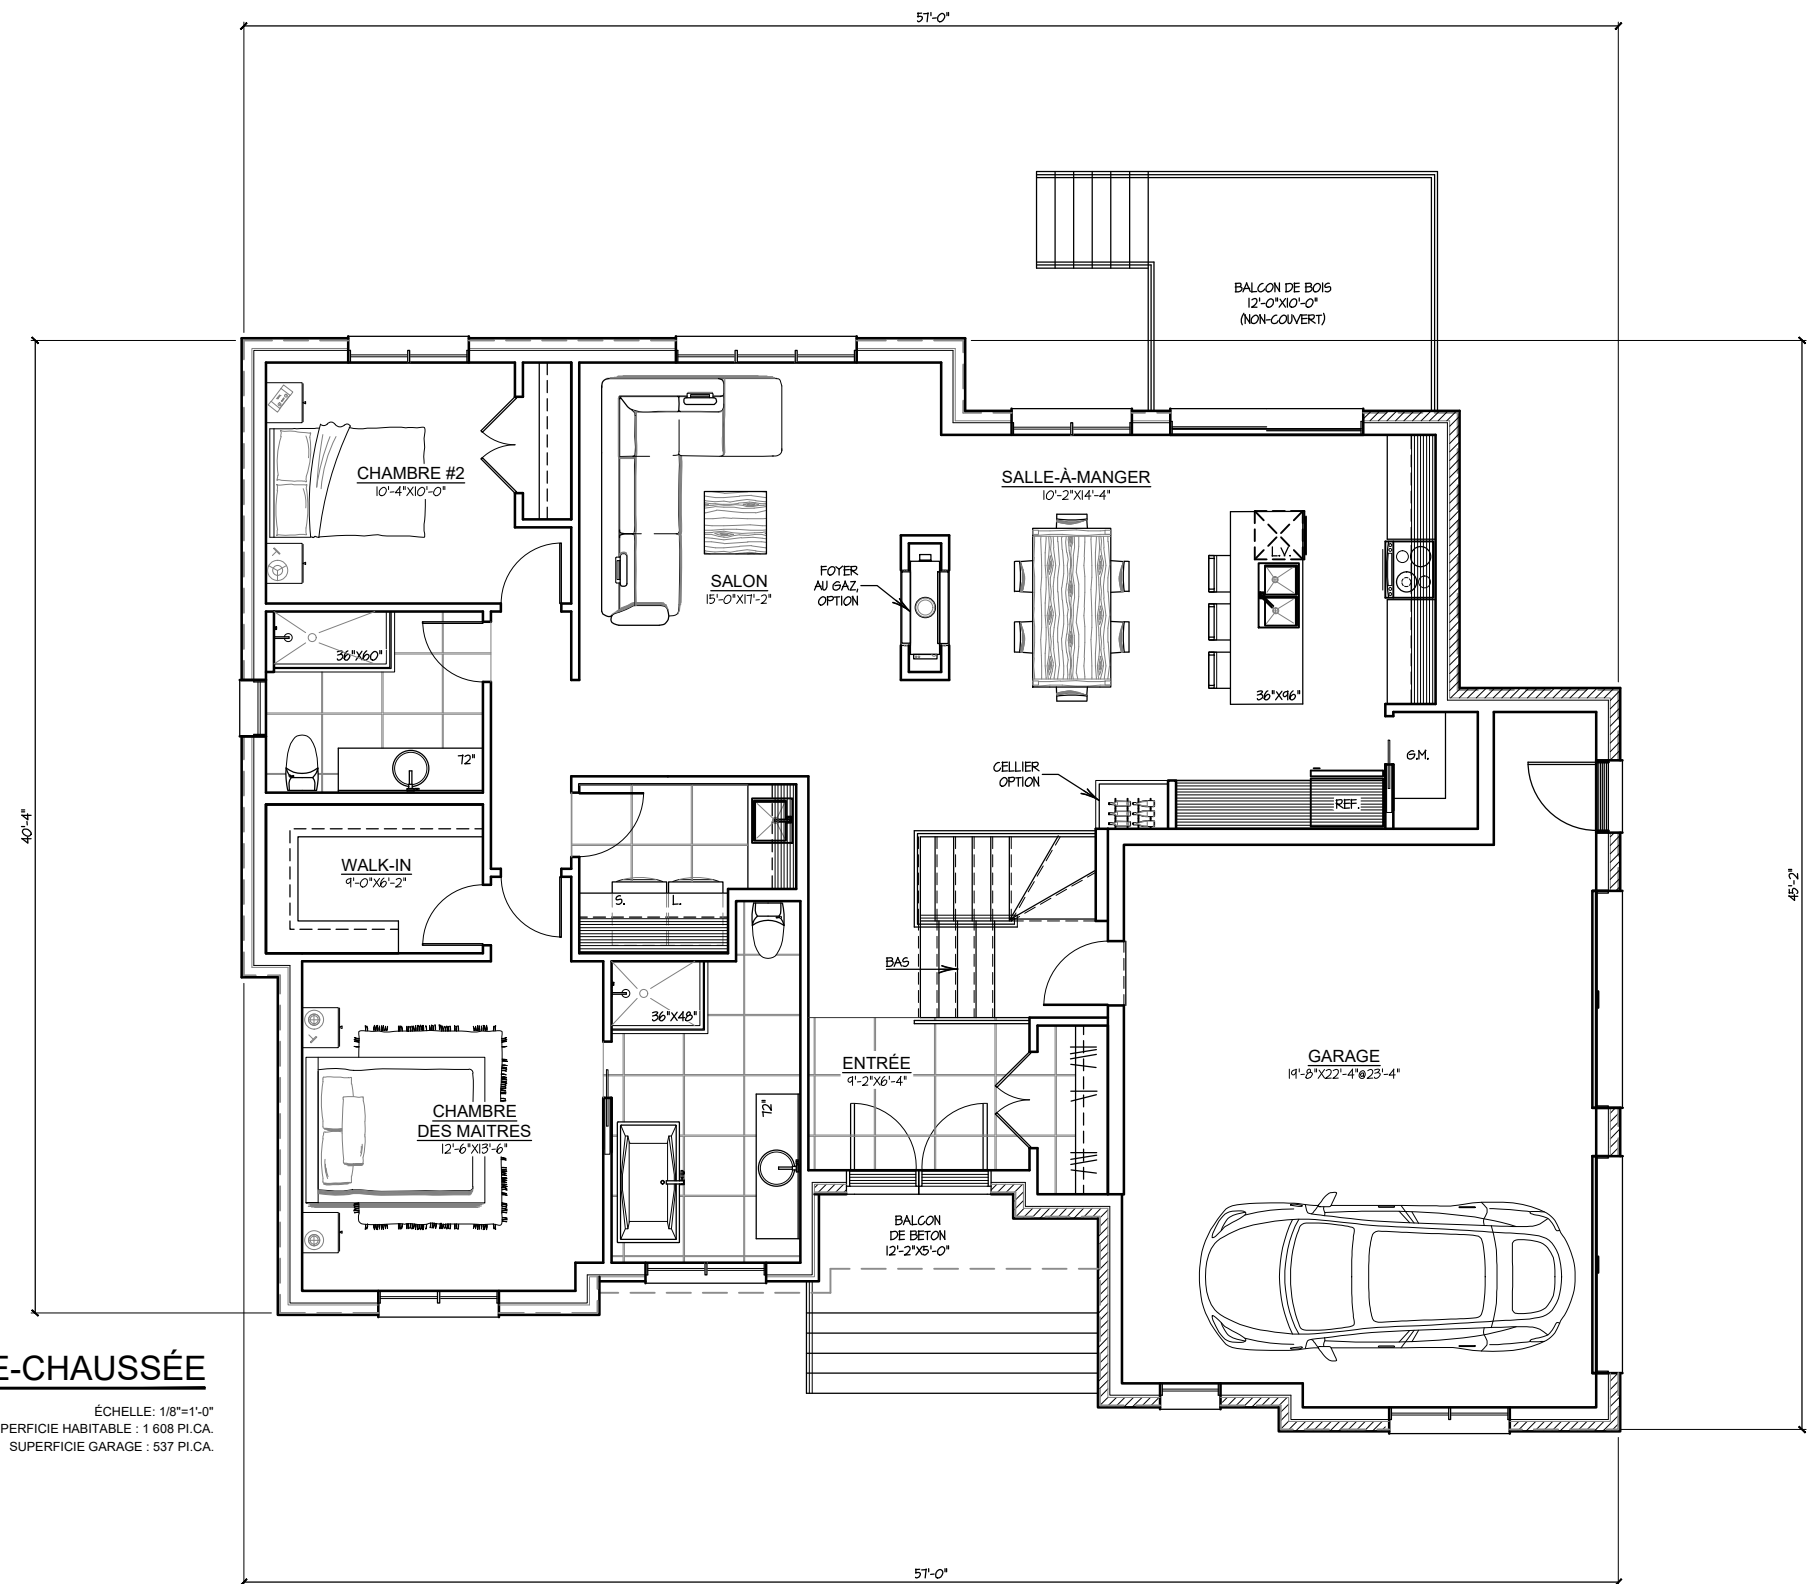 57'-0"
BALCON DE BOIS
12'-0"X10'-0"
(NON-COUVERT)
40'-4"
45'-2"
CHAMBRE #2
10'-4"X10'-0"
SALLE-À-MANGER
10'-2"X14'-4"
L.V.
SALON
15'-0"X17'-2"
FOYER
AU GAZ,
OPTION
36"X60"
36"X96"
72"
G.M.
CELLIER
OPTION
REF.
WALK-IN
9'-0"X6'-2"
S.
L.
BAS
36"X48"
ENTRÉE
9'-2"X6'-4"
GARAGE
19'-8"X22'-4"@23'-4"
CHAMBRE
DES MAITRES
12'-6"X13'-6"
72"
BALCON
DE BETON
12'-2"X5'-0"
E-CHAUSSÉE
ÉCHELLE: 1/8"=1'-0"
PERFICIE HABITABLE : 1 608 PI.CA.
SUPERFICIE GARAGE : 537 PI.CA.
57'-0"